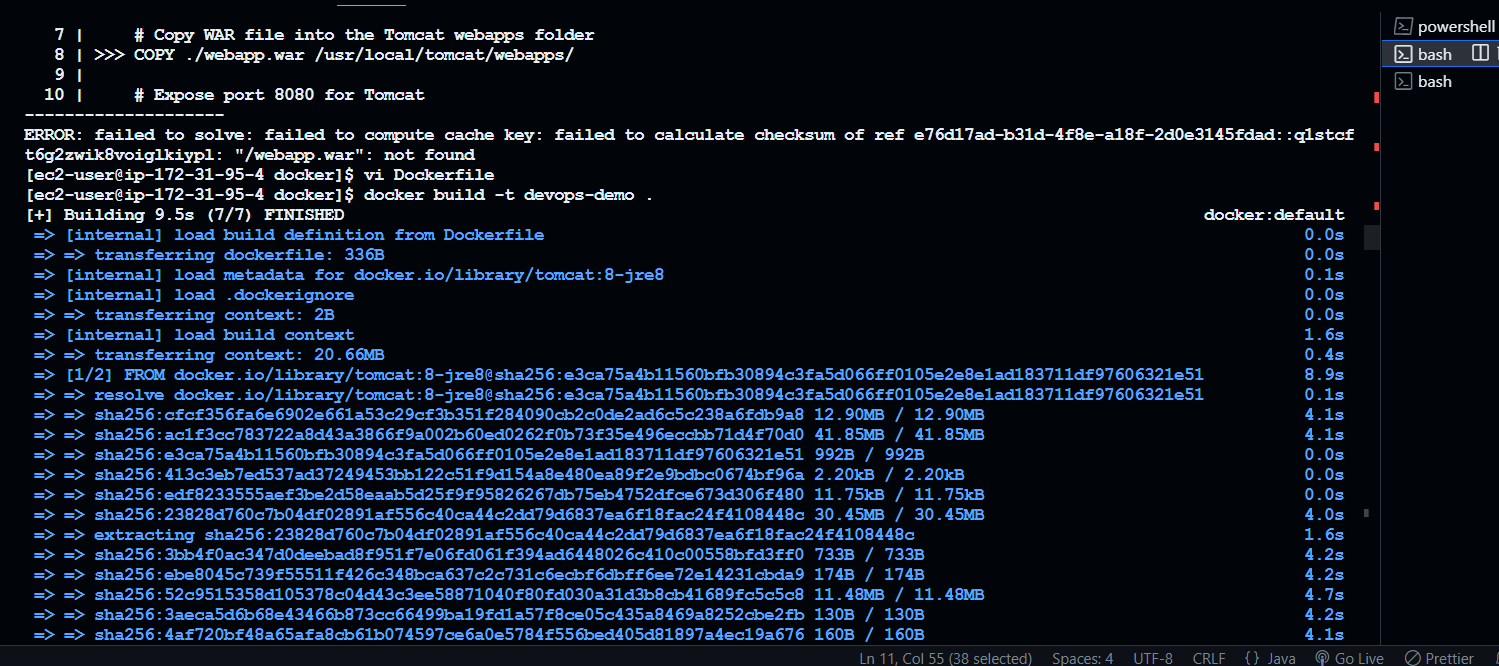 7 |     # Copy WAR file into the Tomcat webapps folder
8 | >>> COPY ./webapp.war /usr/local/tomcat/webapps/
9 |
10 |     # Expose port 8080 for Tomcat
--------------------
ERROR: failed to solve: failed to compute cache key: failed to calculate checksum of ref e76d17ad-b31d-4f8e-a18f-2d0e3145fdad::q1stcf
t6g2zwik8voiglkiypl: "/webapp.war": not found
[ec2-user@ip-172-31-95-4 docker]$ vi Dockerfile
[ec2-user@ip-172-31-95-4 docker]$ docker build -t devops-demo .
[+] Building 9.5s (7/7) FINISHED docker:default
=> [internal] load build definition from Dockerfile 0.0s
=> => transferring dockerfile: 336B 0.0s
=> [internal] load metadata for docker.io/library/tomcat:8-jre8 0.1s
=> [internal] load .dockerignore 0.0s
=> => transferring context: 2B 0.0s
=> [internal] load build context 1.6s
=> => transferring context: 20.66MB 0.4s
=> [1/2] FROM docker.io/library/tomcat:8-jre8@sha256:e3ca75a4b11560bfb30894c3fa5d066ff0105e2e8e1ad183711df97606321e51 8.9s
=> => resolve docker.io/library/tomcat:8-jre8@sha256:e3ca75a4b11560bfb30894c3fa5d066ff0105e2e8e1ad183711df97606321e51 0.1s
=> => sha256:cfcf356fa6e6902e661a53c29cf3b351f284090cb2c0de2ad6c5c238a6fdb9a8 12.90MB / 12.90MB 4.1s
=> => sha256:ac1f3cc783722a8d43a3866f9a002b60ed0262f0b73f35e496eccbb71d4f70d0 41.85MB / 41.85MB 4.1s
=> => sha256:e3ca75a4b11560bfb30894c3fa5d066ff0105e2e8e1ad183711df97606321e51 992B / 992B 0.0s
=> => sha256:413c3eb7ed537ad37249453bb122c51f9d154a8e480ea89f2e9bdbc0674bf96a 2.20kB / 2.20kB 0.0s
=> => sha256:edf8233555aef3be2d58eaab5d25f9f95826267db75eb4752dfce673d306f480 11.75kB / 11.75kB 0.0s
=> => sha256:23828d760c7b04df02891af556c40ca44c2dd79d6837ea6f18fac24f4108448c 30.45MB / 30.45MB 4.0s
=> => extracting sha256:23828d760c7b04df02891af556c40ca44c2dd79d6837ea6f18fac24f4108448c 1.6s
=> => sha256:3bb4f0ac347d0deebad8f951f7e06fd061f394ad6448026c410c00558bfd3ff0 733B / 733B 4.2s
=> => sha256:ebe8045c739f55511f426c348bca637c2c731c6ecbf6dbff6ee72e14231cbda9 174B / 174B 4.2s
=> => sha256:52c9515358d105378c04d43c3ee58871040f80fd030a31d3b8cb41689fc5c5c8 11.48MB / 11.48MB 4.7s
=> => sha256:3aeca5d6b68e43466b873cc66499ba19fd1a57f8ce05c435a8469a8252cbe2fb 130B / 130B 4.2s
=> => sha256:4af720bf48a65afa8cb61b074597ce6a0e5784f556bed405d81897a4ec19a676 160B / 160B 4.1s
powershell
bash
bash
Ln 11, Col 55 (38 selected) Spaces: 4 UTF-8 CRLF {} Java Go Live Prettier